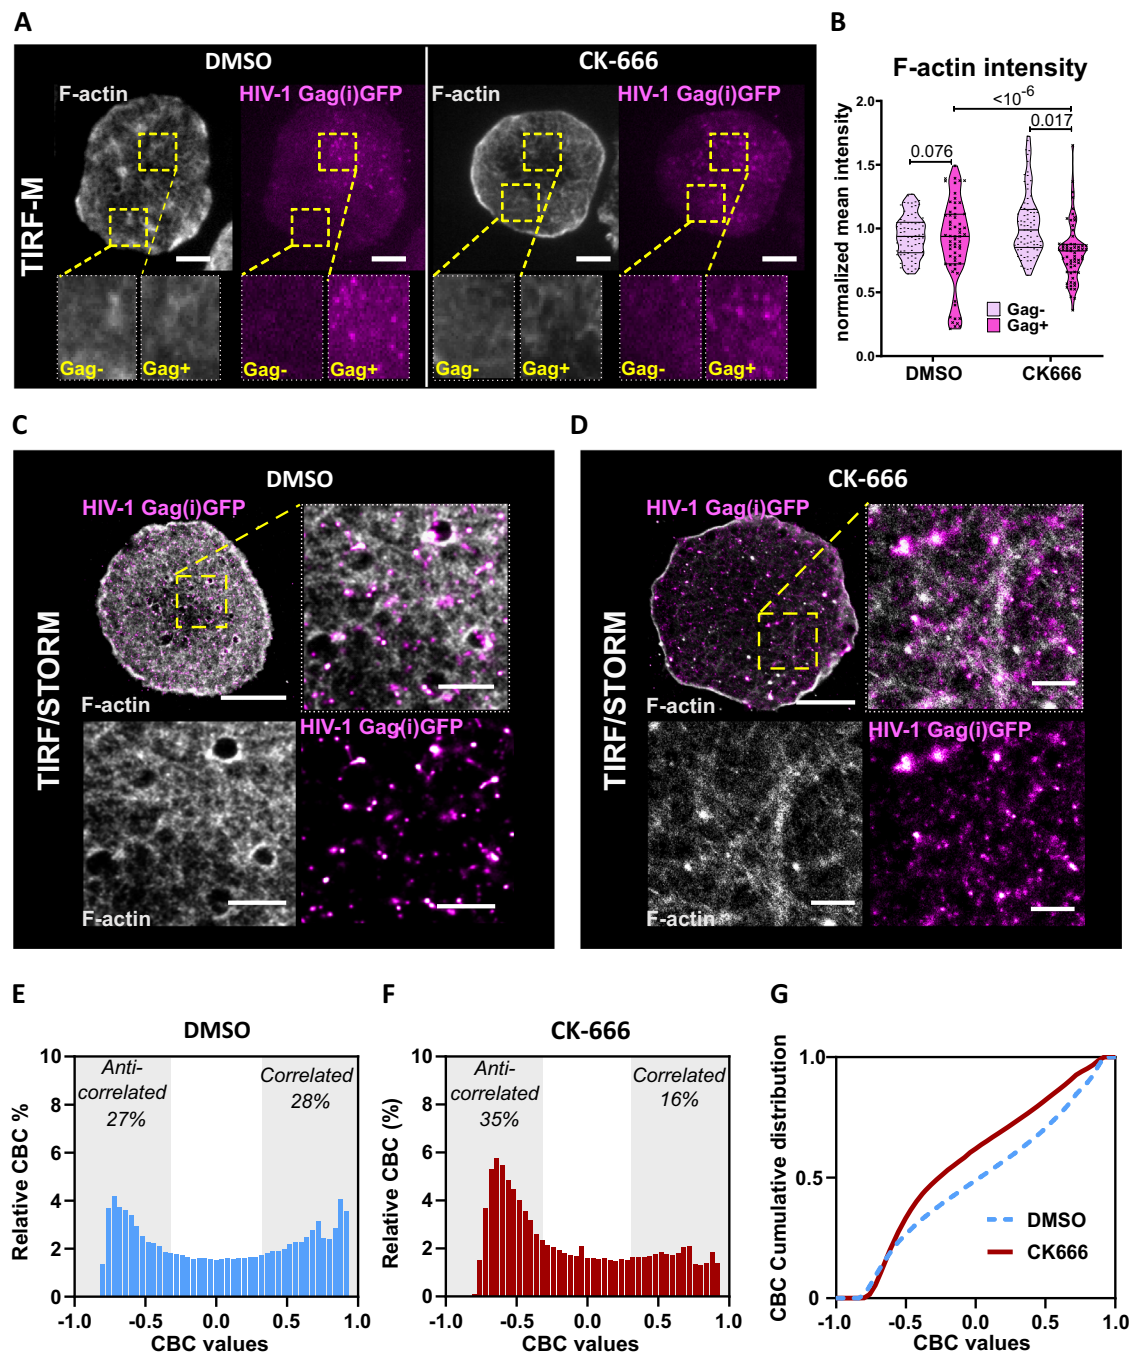 A
DMSO
CK-666
F-actin
HIV-1 Gag(i)GFP
F-actin
HIV-1 Gag(i)GFP
TIRF-M
Gag-
Gag+
Gag-
Gag+
Gag-
Gag+
Gag-
Gag+
B
F-actin intensity
<10-6
0.017
0.076
normalized mean intensity
2.0
1.5
1.0
0.5
0.0
Gag-
Gag+
DMSO
CK666
C
DMSO
HIV-1 Gag(i)GFP
F-actin
TIRF/STORM
HIV-1 Gag(i)GFP
F-actin
D
CK-666
HIV-1 Gag(i)GFP
F-actin
TIRF/STORM
HIV-1 Gag(i)GFP
F-actin
E
DMSO
Anti-
correlated
27%
Correlated
28%
Relative CBC %
10
8
6
4
2
0
-1.0 -0.5 0.0 0.5 1.0
CBC values
F
CK-666
Anti-
correlated
35%
Correlated
16%
Relative CBC (%)
10
8
6
4
2
0
-1.0 -0.5 0.0 0.5 1.0
CBC values
G
CBC Cumulative distribution
1.0
0.5
0.0
DMSO
CK666
-1.0 -0.5 0.0 0.5 1.0
CBC values